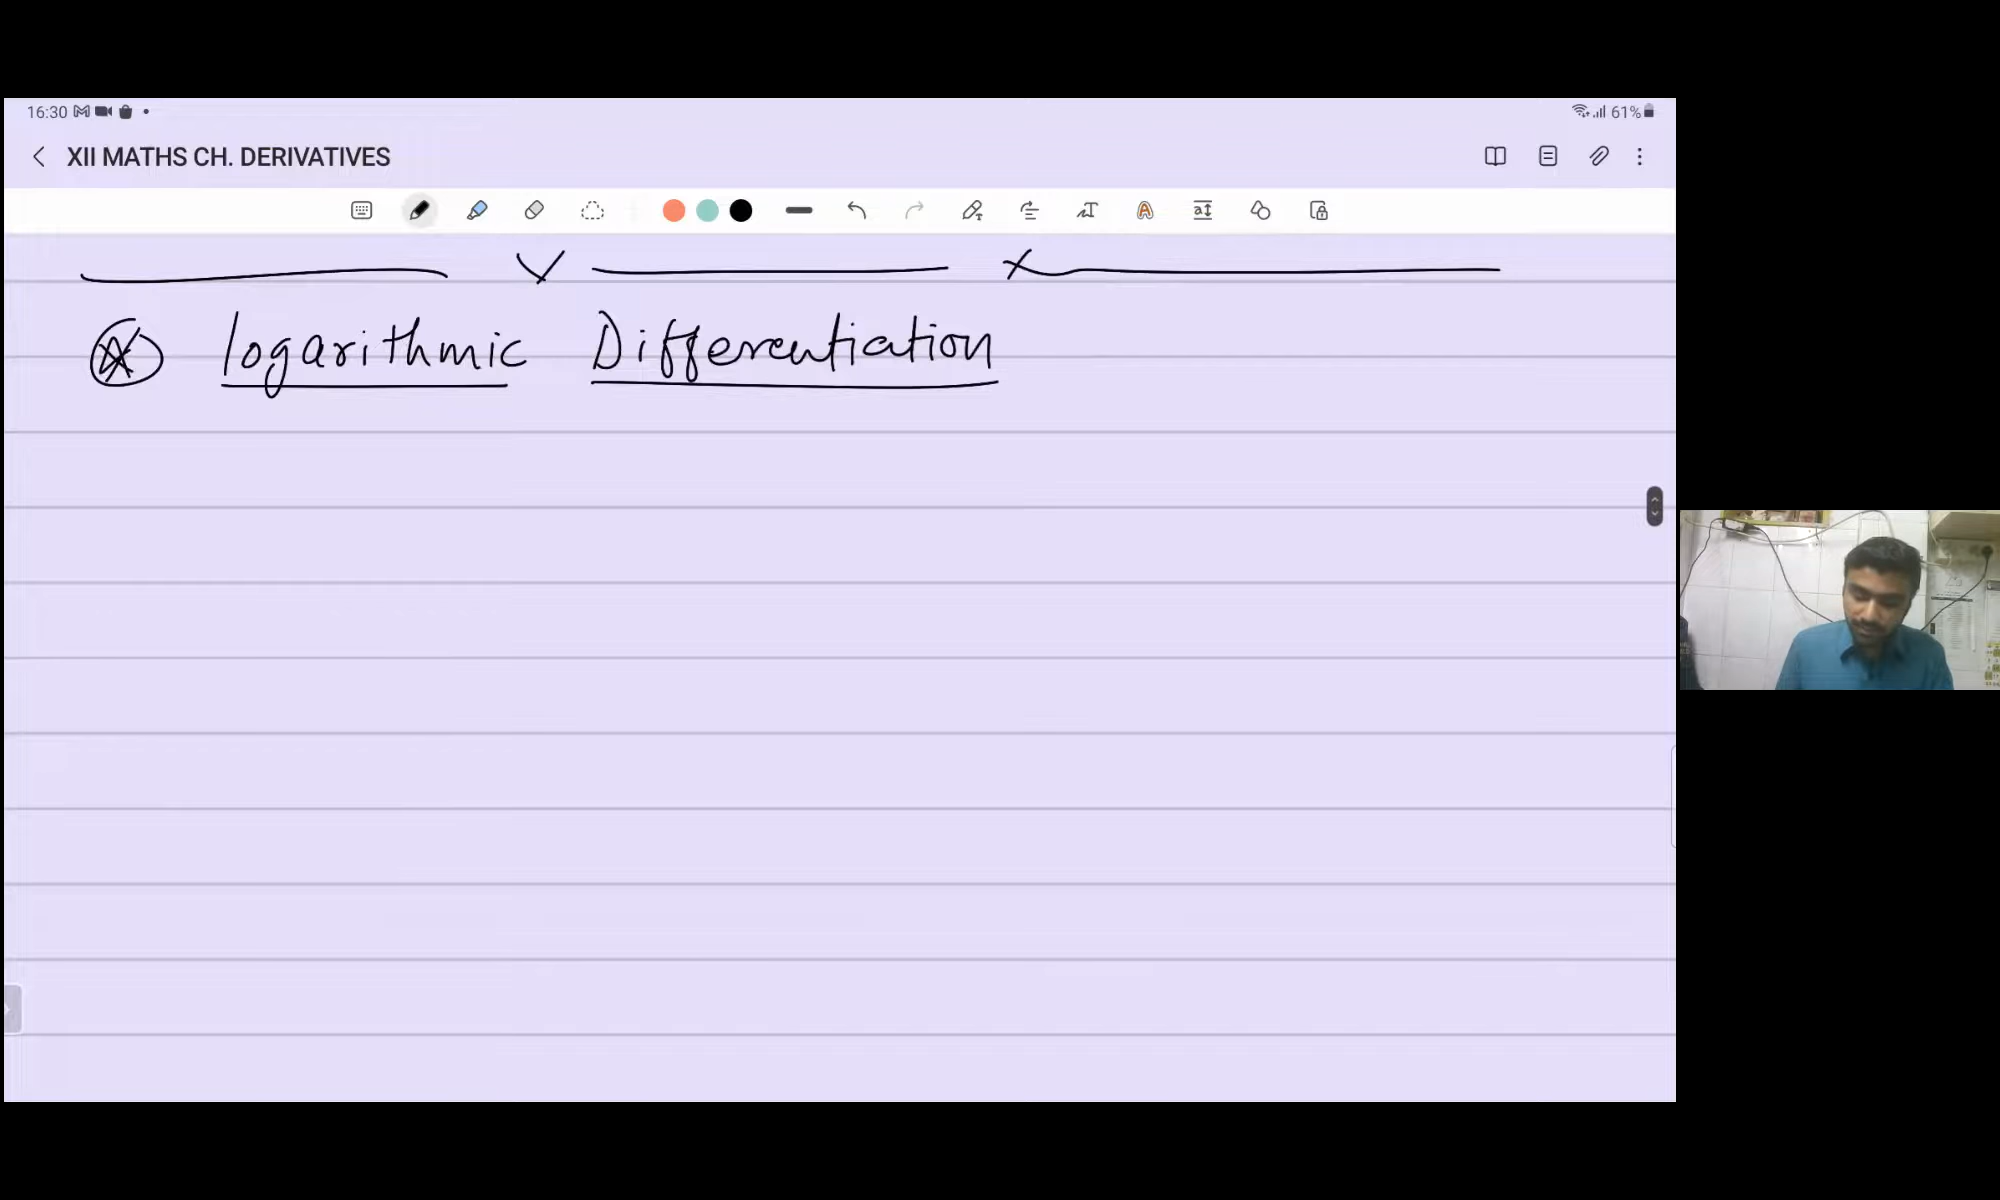 16:30 61%
XII MATHS CH. DERIVATIVES
logarithmic Differentiation